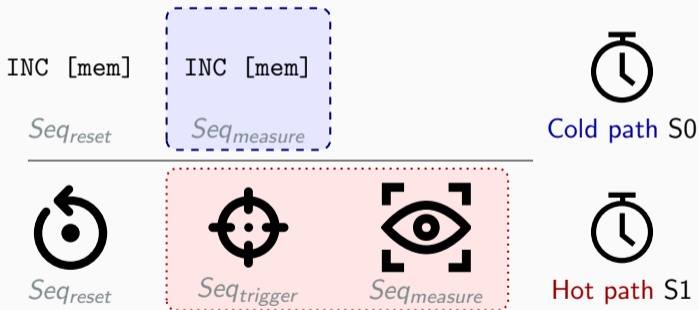 INC [mem] INC [mem]
Seqreset Seqmeasure Cold path S0
Seqreset Seqtrigger Seqmeasure Hot path S1